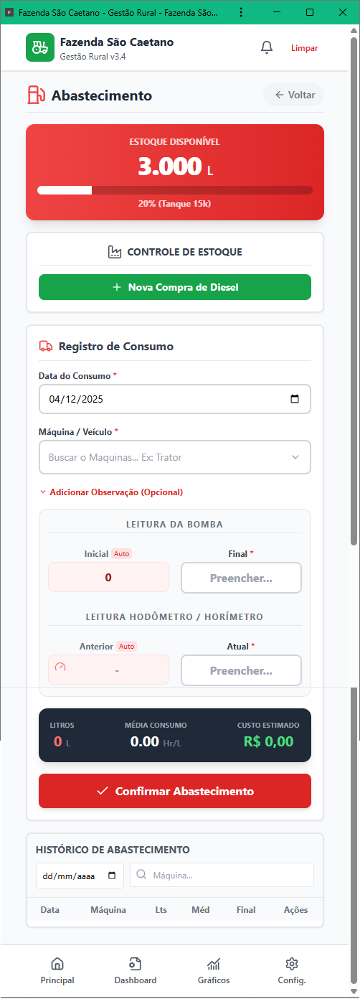 Fazenda São Caetano - Gestão Rural - Fazenda São...
Fazenda São Caetano
Gestão Rural v3.4
Limpar
Abastecimento
Voltar
ESTOQUE DISPONÍVEL
3.000 L
20% (Tanque 15k)
CONTROLE DE ESTOQUE
+ Nova Compra de Diesel
Registro de Consumo
Data do Consumo *
04/12/2025
Máquina / Veículo *
Buscar o Maquinas... Ex: Trator
Adicionar Observação (Opcional)
LEITURA DA BOMBA
Inicial Auto Final *
0 Preencher...
LEITURA HODÔMETRO / HORÍMETRO
Anterior Auto Atual *
- Preencher...
LITROS MÉDIA CONSUMO CUSTO ESTIMADO
0 L 0.00 Hr/L R$ 0,00
Confirmar Abastecimento
HISTÓRICO DE ABASTECIMENTO
dd/mm/aaaa Máquina...
Data Máquina Lts Méd Final Ações
Principal Dashboard Gráficos Config.